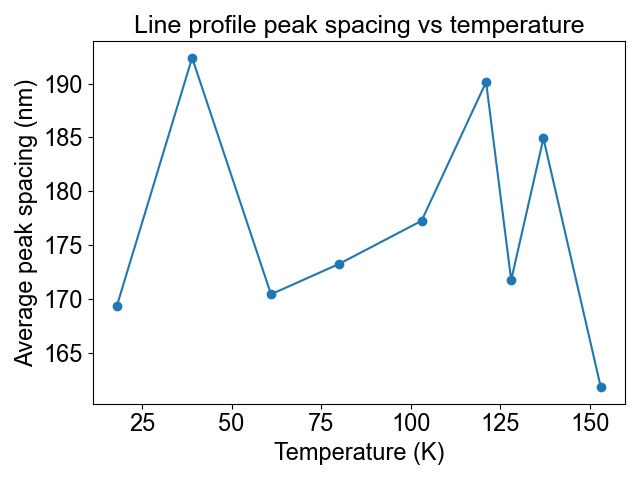 Line profile peak spacing vs temperature
Average peak spacing (nm)
190
185
180
175
170
165
25 50 75 100 125 150
Temperature (K)